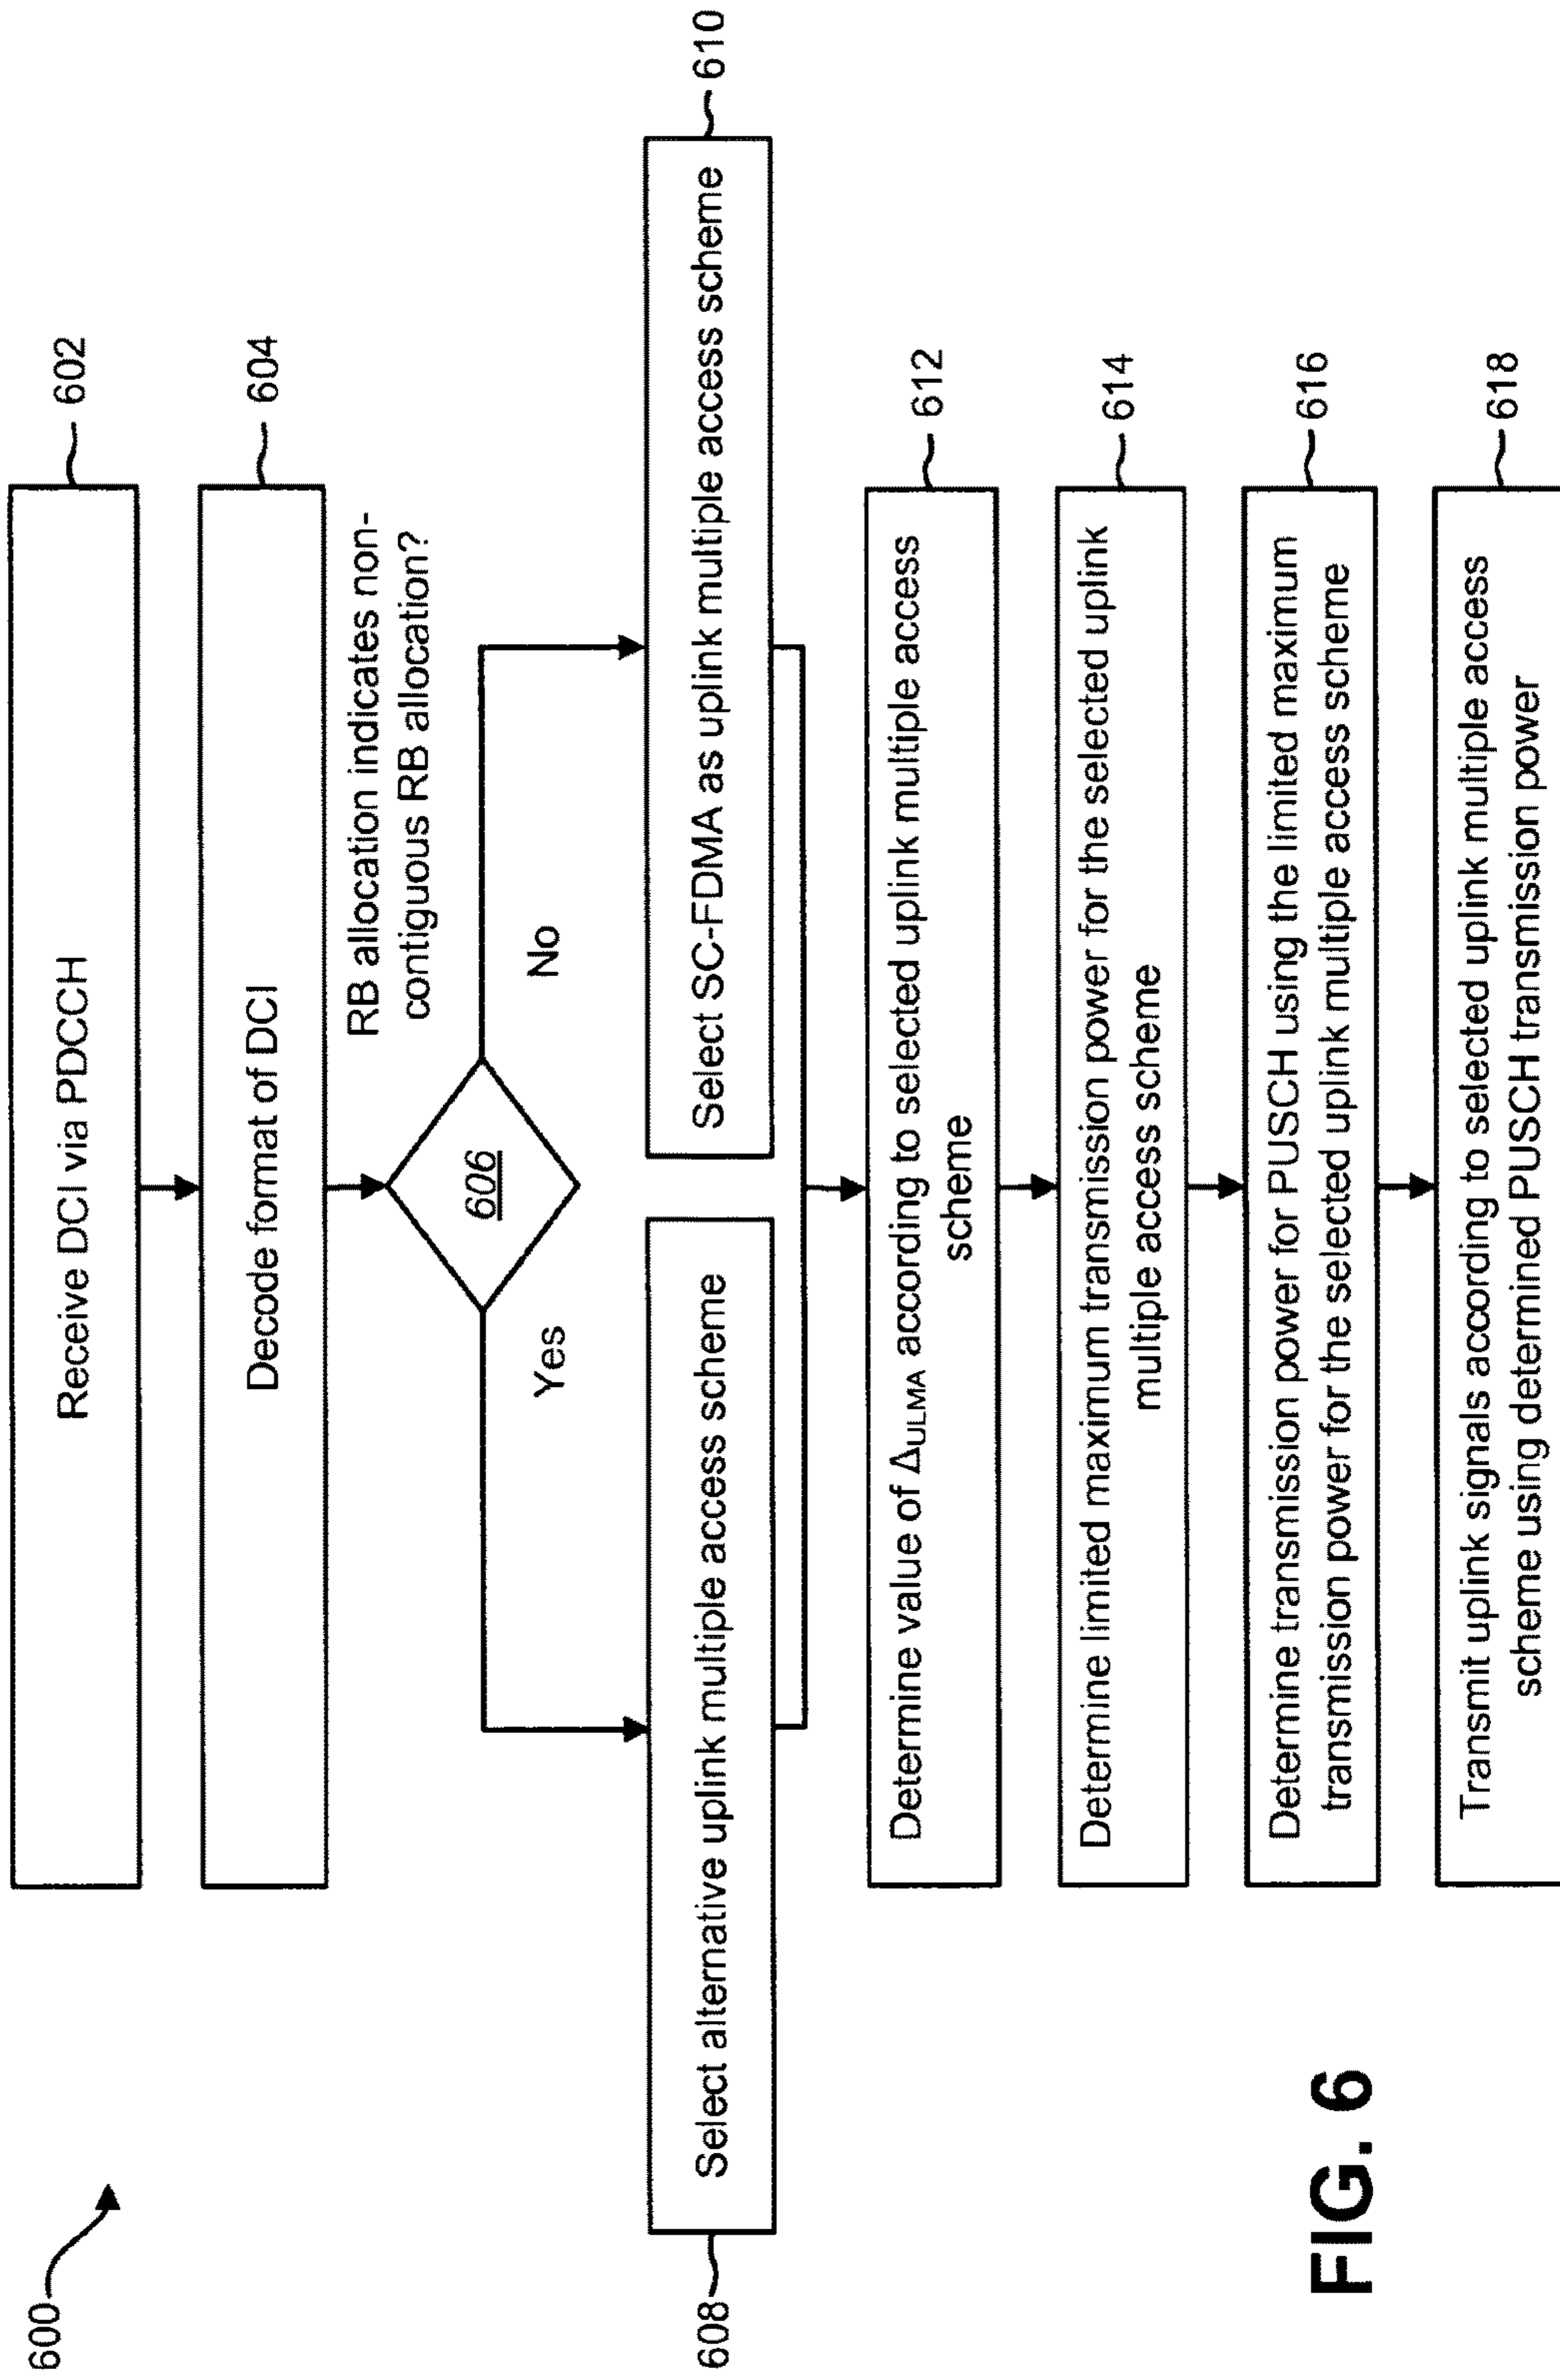 600
Receive DCI via PDCCH
602
Decode format of DCI
604
RB allocation indicates non-
contiguous RB allocation?
606
Yes
No
Select alternative uplink multiple access scheme
608
Select SC-FDMA as uplink multiple access scheme
610
Determine value of ΔULMA according to selected uplink multiple access
scheme
612
Determine limited maximum transmission power for the selected uplink
multiple access scheme
614
Determine transmission power for PUSCH using the limited maximum
transmission power for the selected uplink multiple access scheme
616
Transmit uplink signals according to selected uplink multiple access
scheme using determined PUSCH transmission power
618
FIG. 6